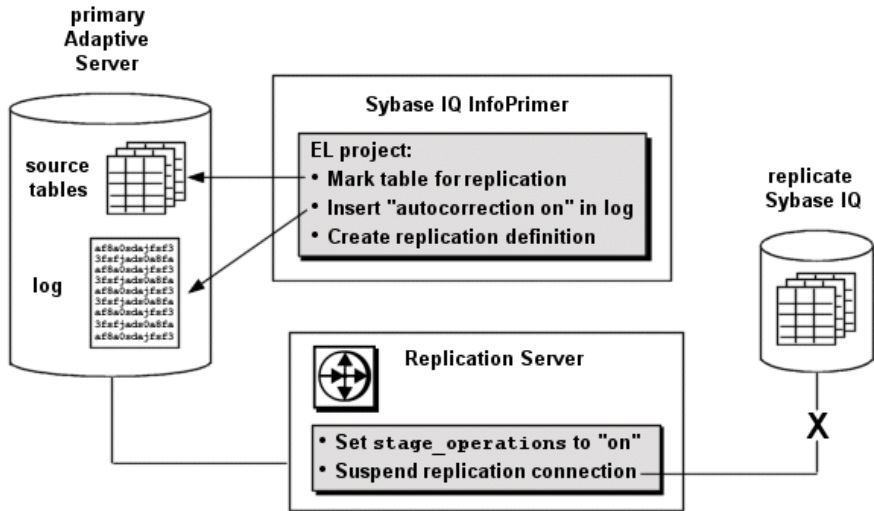 primary
Adaptive
Server
Sybase IQ InfoPrimer
EL project:
• Mark table for replication
• Insert "autocorrection on" in log
• Create replication definition
source
tables
log
af8a0sdajfsf3
3fsfjads0a8fa
af8a0sdajfsf3
3fsfjads0a8fa
af8a0sdajfsf3
3fsfjads0a8fa
af8a0sdajfsf3
3fsfjads0a8fa
af8a0sdajfsf3
replicate
Sybase IQ
Replication Server
• Set stage_operations to "on"
• Suspend replication connection
X